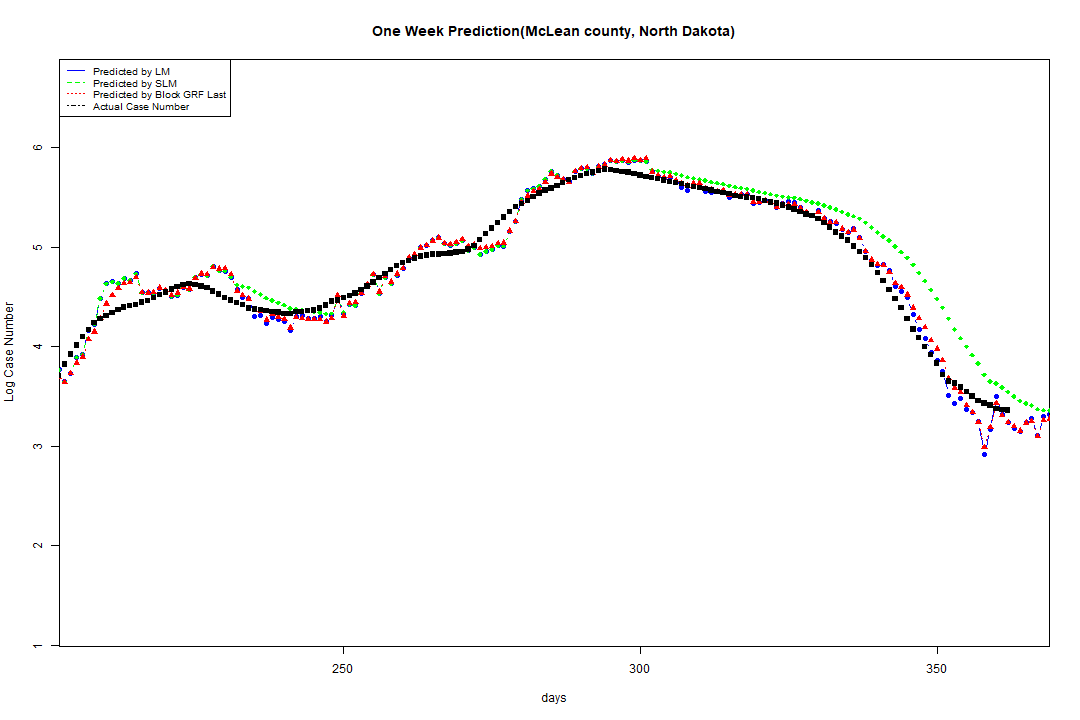 One Week Prediction(McLean county, North Dakota)
Predicted by LM
Predicted by SLM
Predicted by Block GRF Last
Actual Case Number
Log Case Number
6
5
4
3
2
1
250
300
350
days